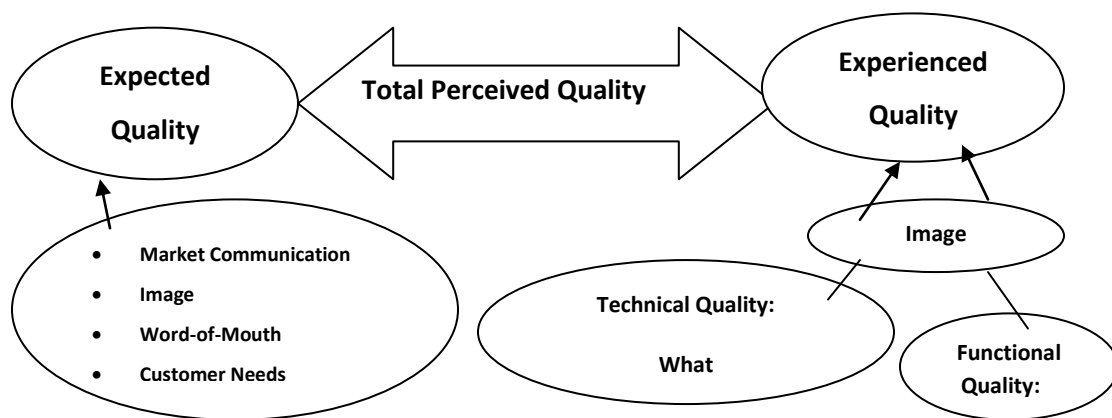 Expected
Quality
Total Perceived Quality
Experienced
Quality
• Market Communication
• Image
• Word-of-Mouth
• Customer Needs
Image
Technical Quality:
What
Functional
Quality: